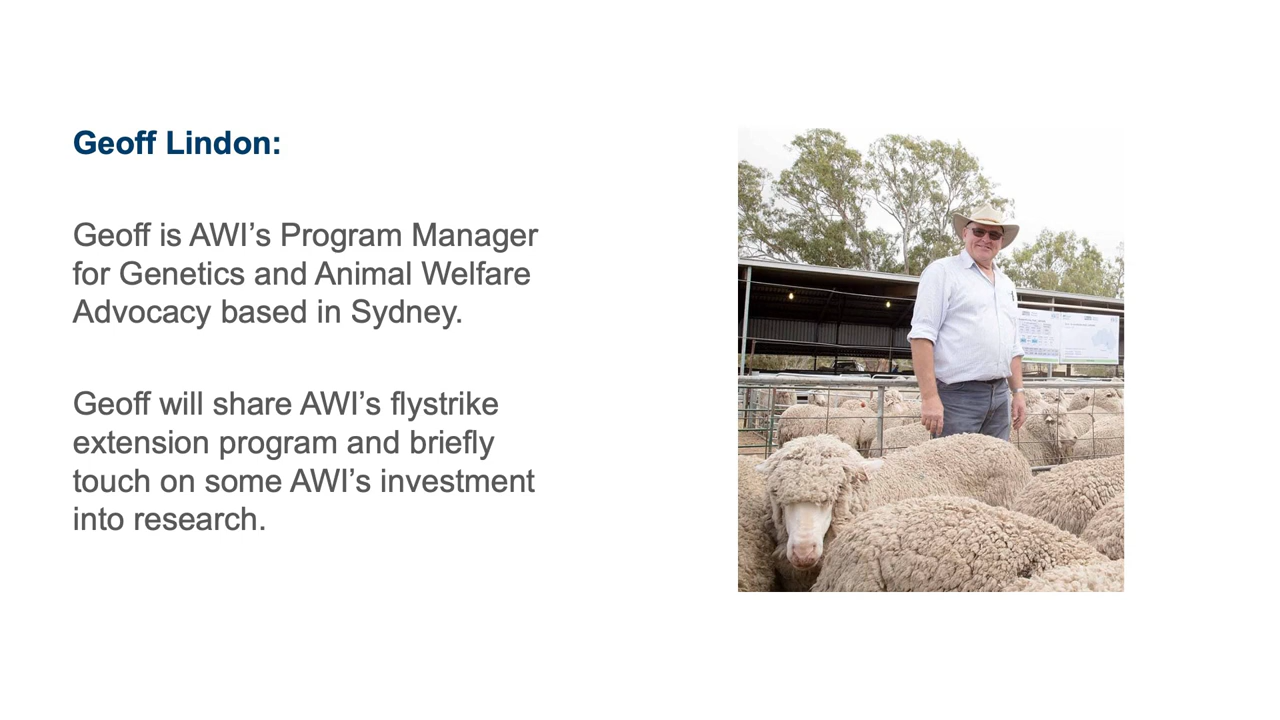 Geoff Lindon:
Geoff is AWI’s Program Manager
for Genetics and Animal Welfare
Advocacy based in Sydney.
Geoff will share AWI’s flystrike
extension program and briefly
touch on some AWI’s investment
into research.